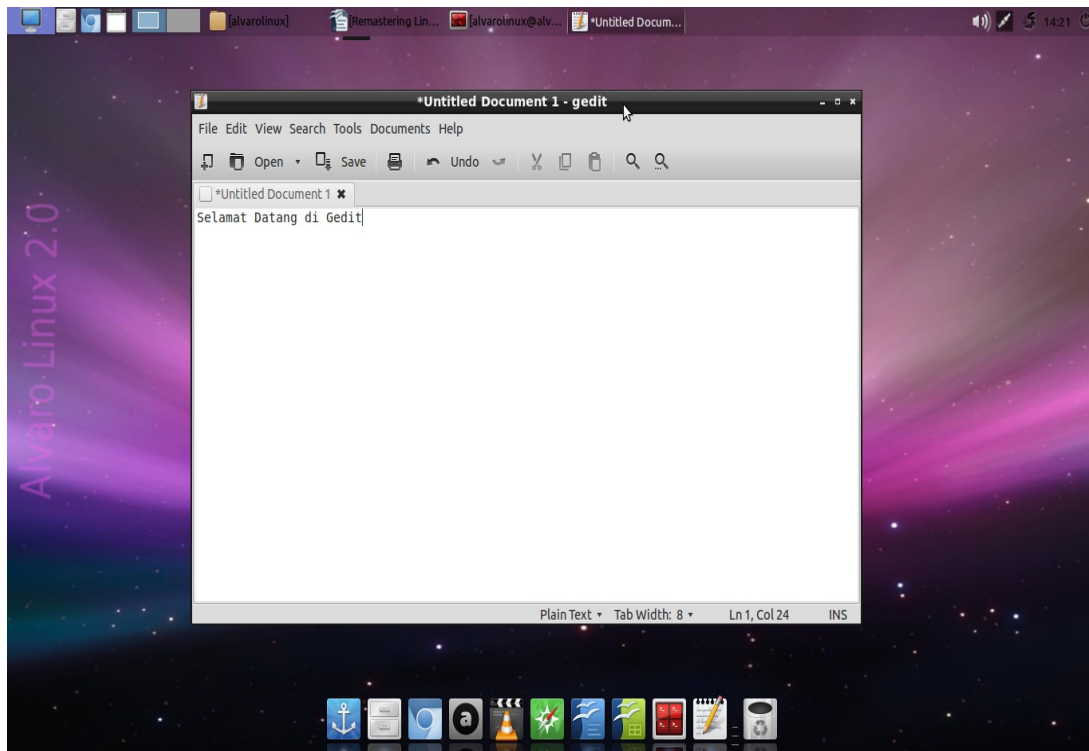 [alvarolinux]
[Remastering Lin...
[alvarolinux@alv...
*Untitled Docum...
14:21
*Untitled Document 1 - gedit
File Edit View Search Tools Documents Help
Open Save Undo
*Untitled Document 1
Selamat Datang di Gedit
Plain Text Tab Width: 8 Ln 1, Col 24 INS
Alvaro Linux 2.0
a